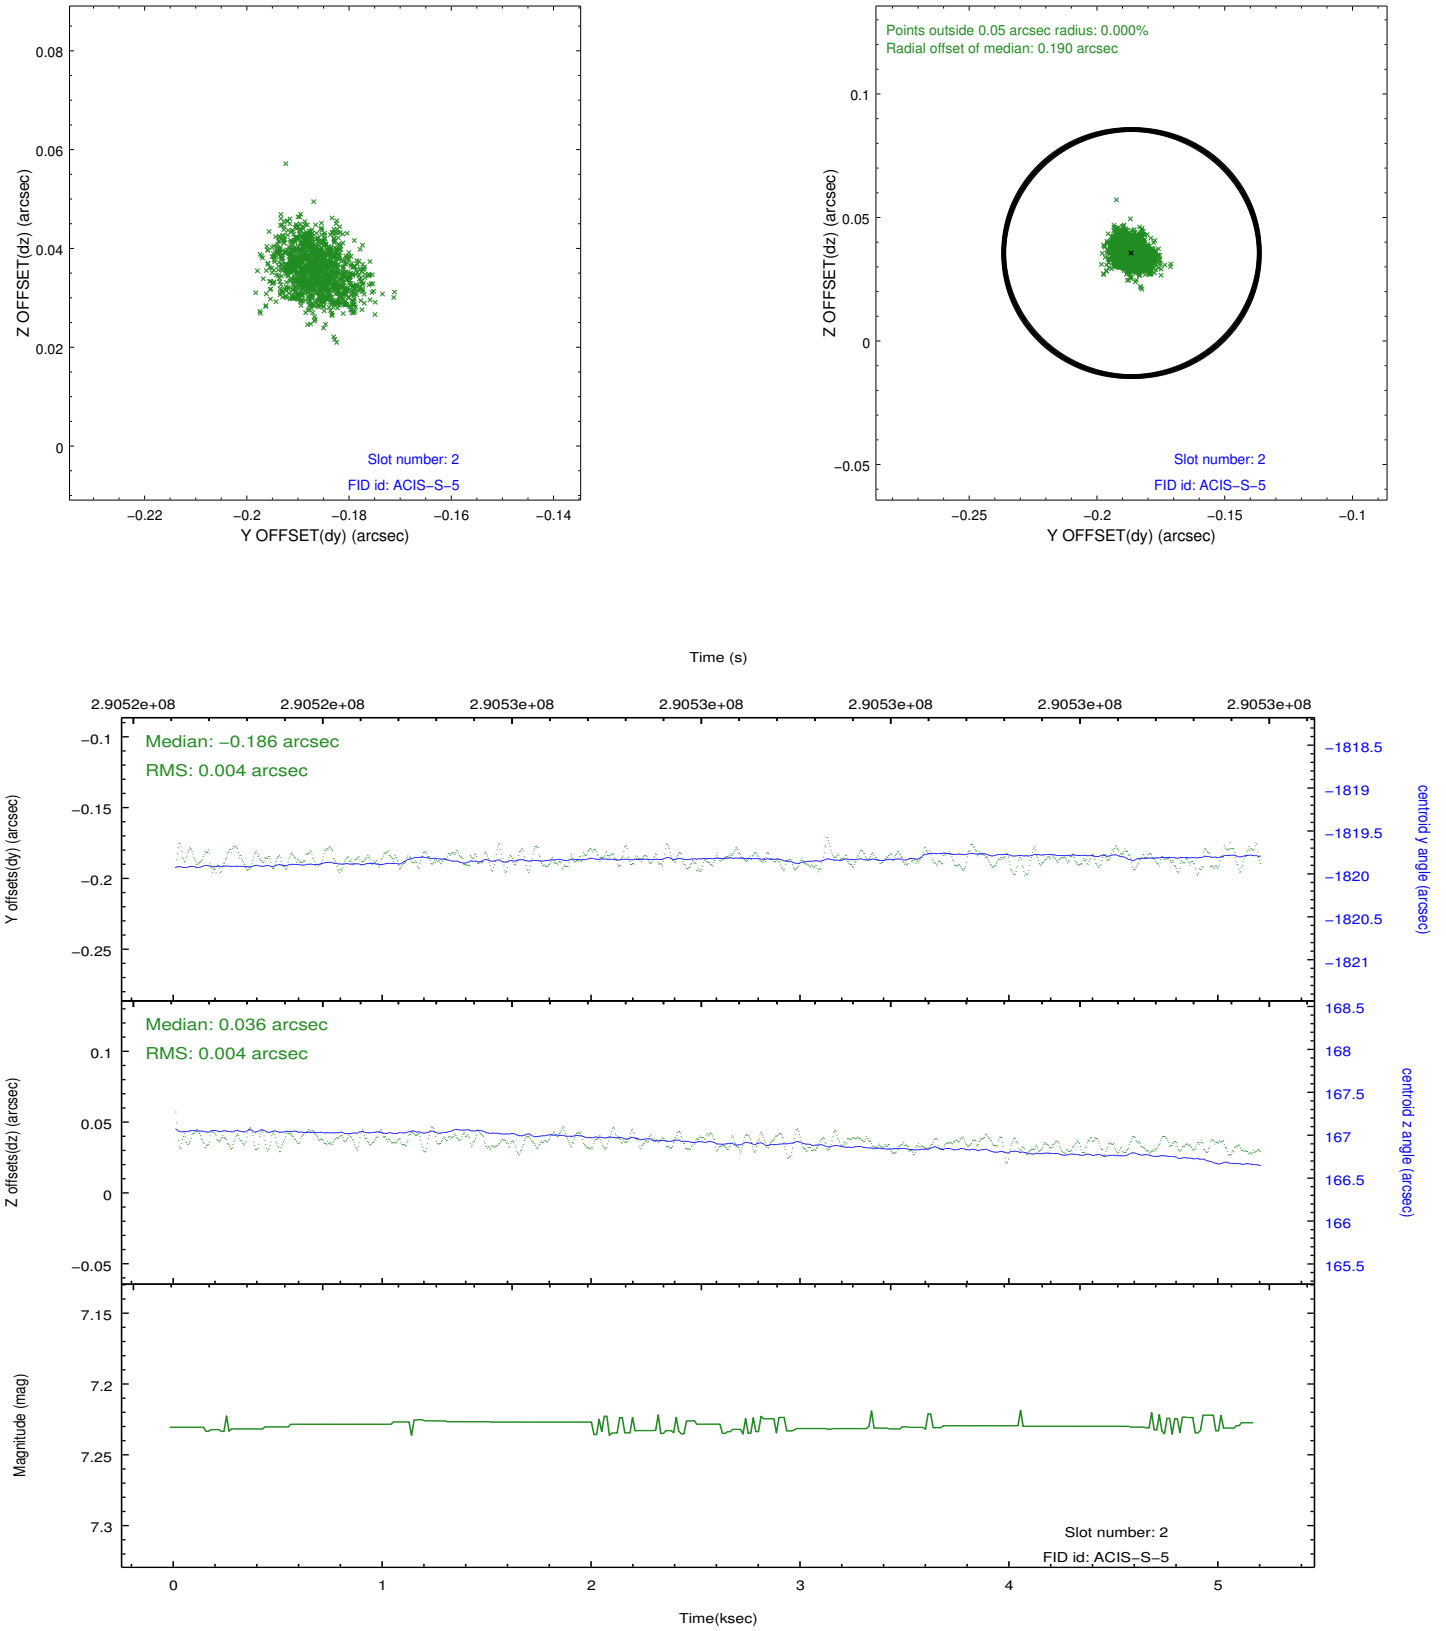 Points outside 0.05 arcsec radius: 0.000%
Radial offset of median: 0.190 arcsec
0.08
0.06
0.04
0.02
0
Z OFFSET(dz) (arcsec)
Slot number: 2
FID id: ACIS−S−5
−0.22 −0.2 −0.18 −0.16 −0.14
Y OFFSET(dy) (arcsec)
0.1
0.05
0
−0.05
Z OFFSET(dz) (arcsec)
Slot number: 2
FID id: ACIS−S−5
−0.25 −0.2 −0.15 −0.1
Y OFFSET(dy) (arcsec)
Time (s)
2.9052e+08 2.9052e+08 2.9053e+08 2.9053e+08 2.9053e+08 2.9053e+08 2.9053e+08
Median: −0.186 arcsec
RMS: 0.004 arcsec
−0.1
−0.15
−0.2
−0.25
Y offsets(dy) (arcsec)
−1818.5
−1819
−1819.5
−1820
−1820.5
−1821
centroid y angle (arcsec)
Median: 0.036 arcsec
RMS: 0.004 arcsec
0.1
0.05
0
−0.05
Z offsets(dz) (arcsec)
168.5
168
167.5
167
166.5
166
165.5
centroid z angle (arcsec)
7.15
7.2
7.25
7.3
Magnitude (mag)
Slot number: 2
FID id: ACIS−S−5
0 1 2 3 4 5
Time(ksec)